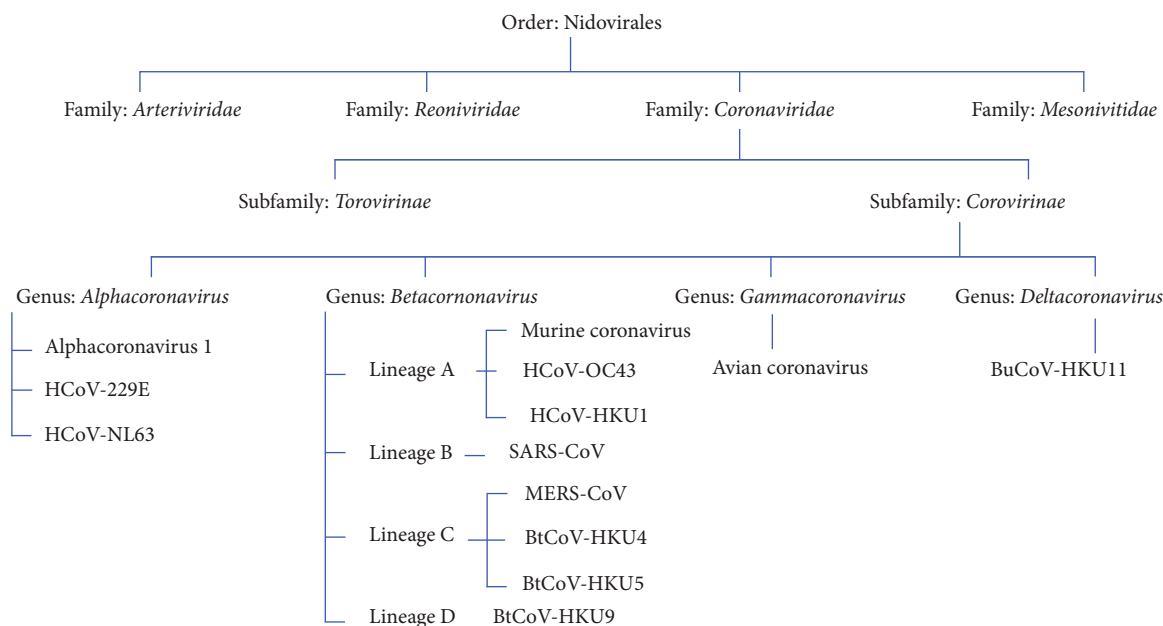 Order: Nidovirales
Family: Arteriviridae
Family: Reoniviridae
Family: Coronaviridae
Family: Mesonivitidae
Subfamily: Torovirinae
Subfamily: Corovirinae
Genus: Alphacoronavirus
Alphacoronavirus 1
HCoV-229E
HCoV-NL63
Genus: Betacornonavirus
Lineage A
Murine coronavirus
HCoV-OC43
HCoV-HKU1
Lineage B
SARS-CoV
Lineage C
MERS-CoV
BtCoV-HKU4
BtCoV-HKU5
Lineage D
BtCoV-HKU9
Genus: Gammacoronavirus
Avian coronavirus
Genus: Deltacoronavirus
BuCoV-HKU11